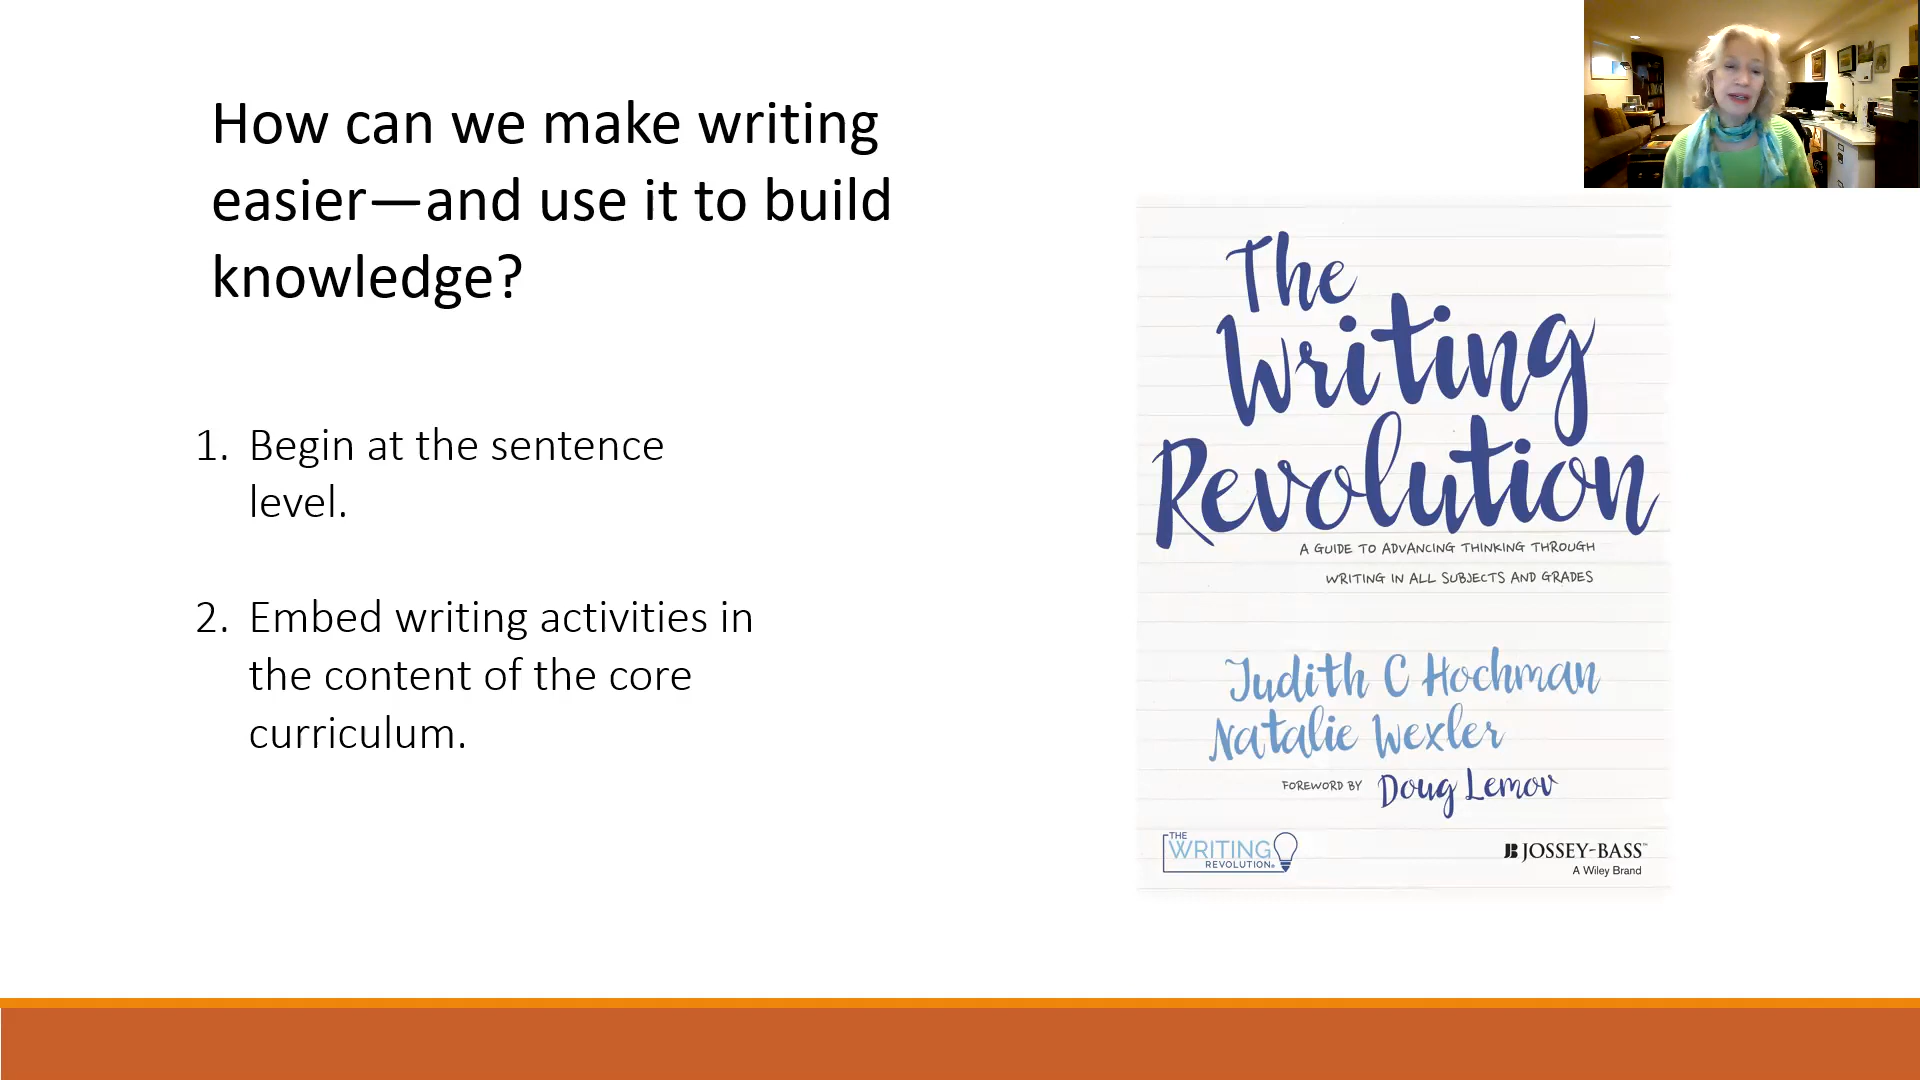 How can we make writing
easier—and use it to build
knowledge?
1. Begin at the sentence
level.
2. Embed writing activities in
the content of the core
curriculum.
The
Writing
Revolution
A GUIDE TO ADVANCING THINKING THROUGH
WRITING IN ALL SUBJECTS AND GRADES
Judith C Hochman
Natalie Wexler
FOREWORD BY Doug Lemov
THE
WRITING
REVOLUTION®
JB JOSSEY-BASS™
A Wiley Brand